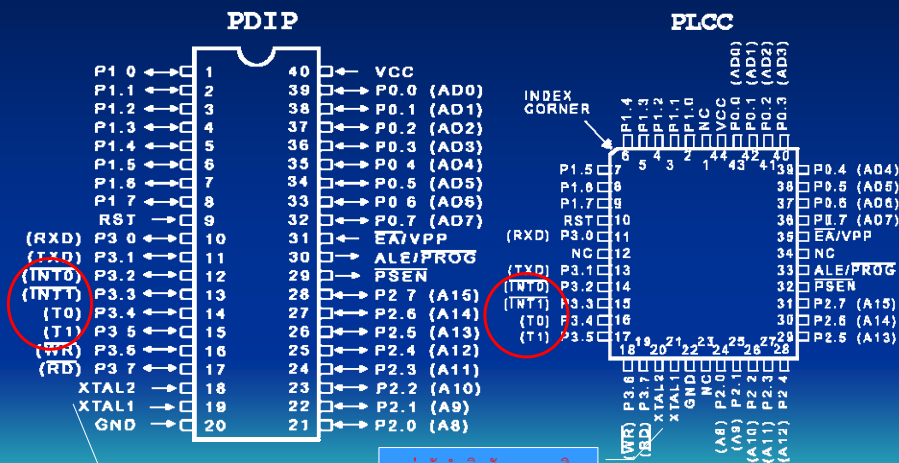 PDIP
P1 0 1 40 VCC
P1.1 2 39 P0.0 (AD0)
P1.2 3 38 P0.1 (AD1)
P1.3 4 37 P0.2 (AD2)
P1.4 5 36 P0.3 (AD3)
P1.5 6 35 P0 4 (AD4)
P1.6 7 34 P0.5 (AD5)
P1 7 8 33 P0 6 (AD6)
RST 9 32 P0.7 (AD7)
(RXD) P3 0 10 31 EA/VPP
(TXD) P3.1 11 30 ALE/PROG
(INT0) P3.2 12 29 PSEN
(INT1) P3.3 13 28 P2 7 (A15)
(T0) P3.4 14 27 P2.6 (A14)
(T1) P3 5 15 26 P2.5 (A13)
(WR) P3.6 16 25 P2.4 (A12)
(RD) P3 7 17 24 P2.3 (A11)
XTAL2 18 23 P2.2 (A10)
XTAL1 19 22 P2.1 (A9)
GND 20 21 P2.0 (A8)
PLCC
INDEX
CORNER
P1.4
P1.3
P1.2
P1.1
P1.0
NC
VCC
P0.0 (AD0)
P0.1 (AD1)
P0.2 (AD2)
P0.3 (AD3)
6 5 4 3 2 1 44 43 42 41 40
P1.5 7 39 P0.4 (AD4)
P1.6 8 38 P0.5 (AD5)
P1.7 9 37 P0.6 (AD6)
RST 10 36 P0.7 (AD7)
(RXD) P3.0 11 35 EA/VPP
NC 12 34 NC
(TXD) P3.1 13 33 ALE/PROG
(INT0) P3.2 14 32 PSEN
(INT1) P3.3 15 31 P2.7 (A15)
(T0) P3.4 16 30 P2.6 (A14)
(T1) P3.5 17 29 P2.5 (A13)
18 19 20 21 22 23 24 25 26 27 28
(WR) P3.6
(RD) P3.7
XTAL2
XTAL1
GND
NC
(A8) P2.0
(A9) P2.1
(A10) P2 2
(A11) P2.3
(A12) P2 4